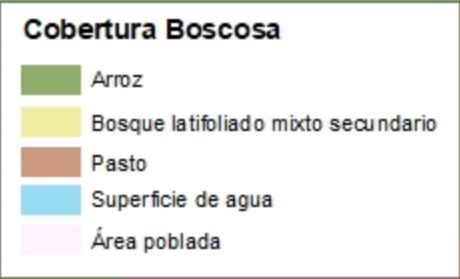 Cobertura Boscosa
Arroz
Bosque latifoliado mixto secundario
Pasto
Superficie de agua
Área poblada